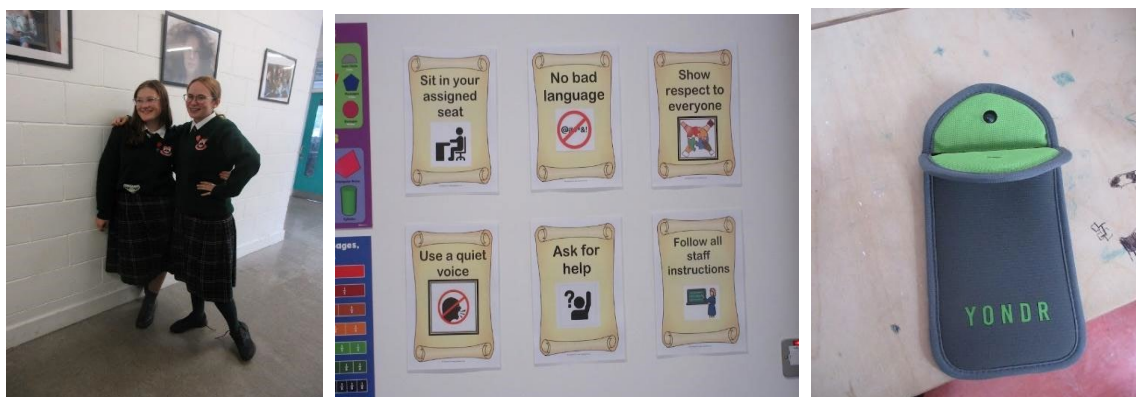 Sit in your
assigned
seat
No bad
language
@#*&!
Show
respect to
everyone
Use a quiet
voice
Ask for
help
?
Follow all
staff
instructions
ages,
YONDR